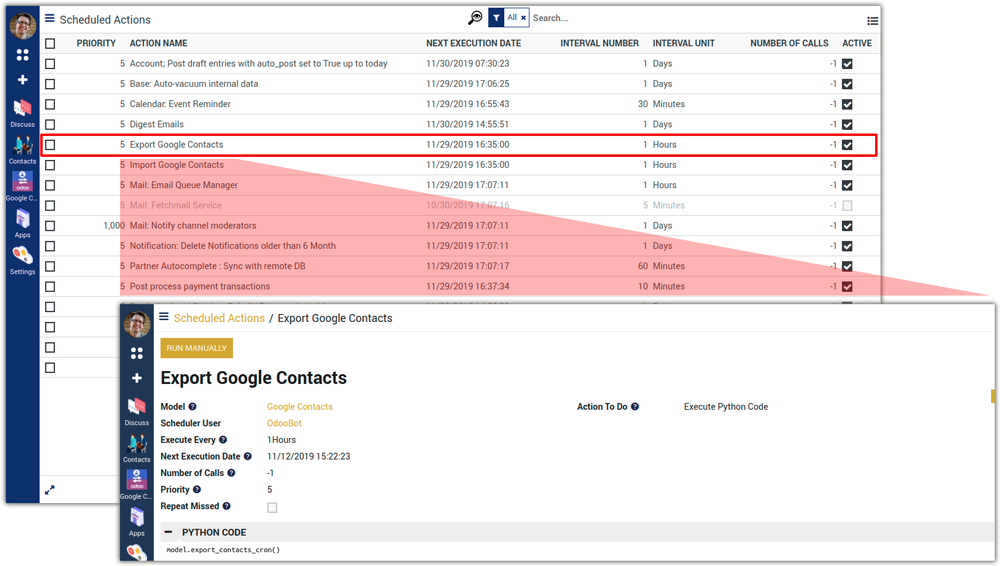 Scheduled Actions
All × Search...
PRIORITY ACTION NAME NEXT EXECUTION DATE INTERVAL NUMBER INTERVAL UNIT NUMBER OF CALLS ACTIVE
5 Account; Post draft entries with auto_post set to True up to today 11/30/2019 07:30:23 1 Days -1
5 Base: Auto-vacuum internal data 11/29/2019 17:06:25 1 Days -1
5 Calendar: Event Reminder 11/29/2019 16:55:43 30 Minutes -1
Discuss
5 Digest Emails 11/30/2019 14:55:51 1 Days -1
5 Export Google Contacts 11/29/2019 16:35:00 1 Hours -1
Contacts
5 Import Google Contacts 11/29/2019 16:35:00 1 Hours -1
5 Mail: Email Queue Manager 11/29/2019 17:07:11 1 Hours -1
odoo
Google C...
5 Mail: Fetchmail Service 10/30/2019 17:07:16 5 Minutes -1
1,000 Mail: Notify channel moderators 11/29/2019 17:07:11 1 Days -1
Apps
5 Notification: Delete Notifications older than 6 Month 11/29/2019 17:07:11 1 Days -1
5 Partner Autocomplete : Sync with remote DB 11/29/2019 17:07:17 60 Minutes -1
Settings
5 Post process payment transactions 11/29/2019 16:37:34 10 Minutes -1
Scheduled Actions / Export Google Contacts
RUN MANUALLY
Export Google Contacts
Discuss
Contacts
odoo
Google C...
Apps
Model Google Contacts Action To Do Execute Python Code
Scheduler User OdooBot
Execute Every 1Hours
Next Execution Date 11/12/2019 15:22:23
Number of Calls -1
Priority 5
Repeat Missed
PYTHON CODE
model.export_contacts_cron()